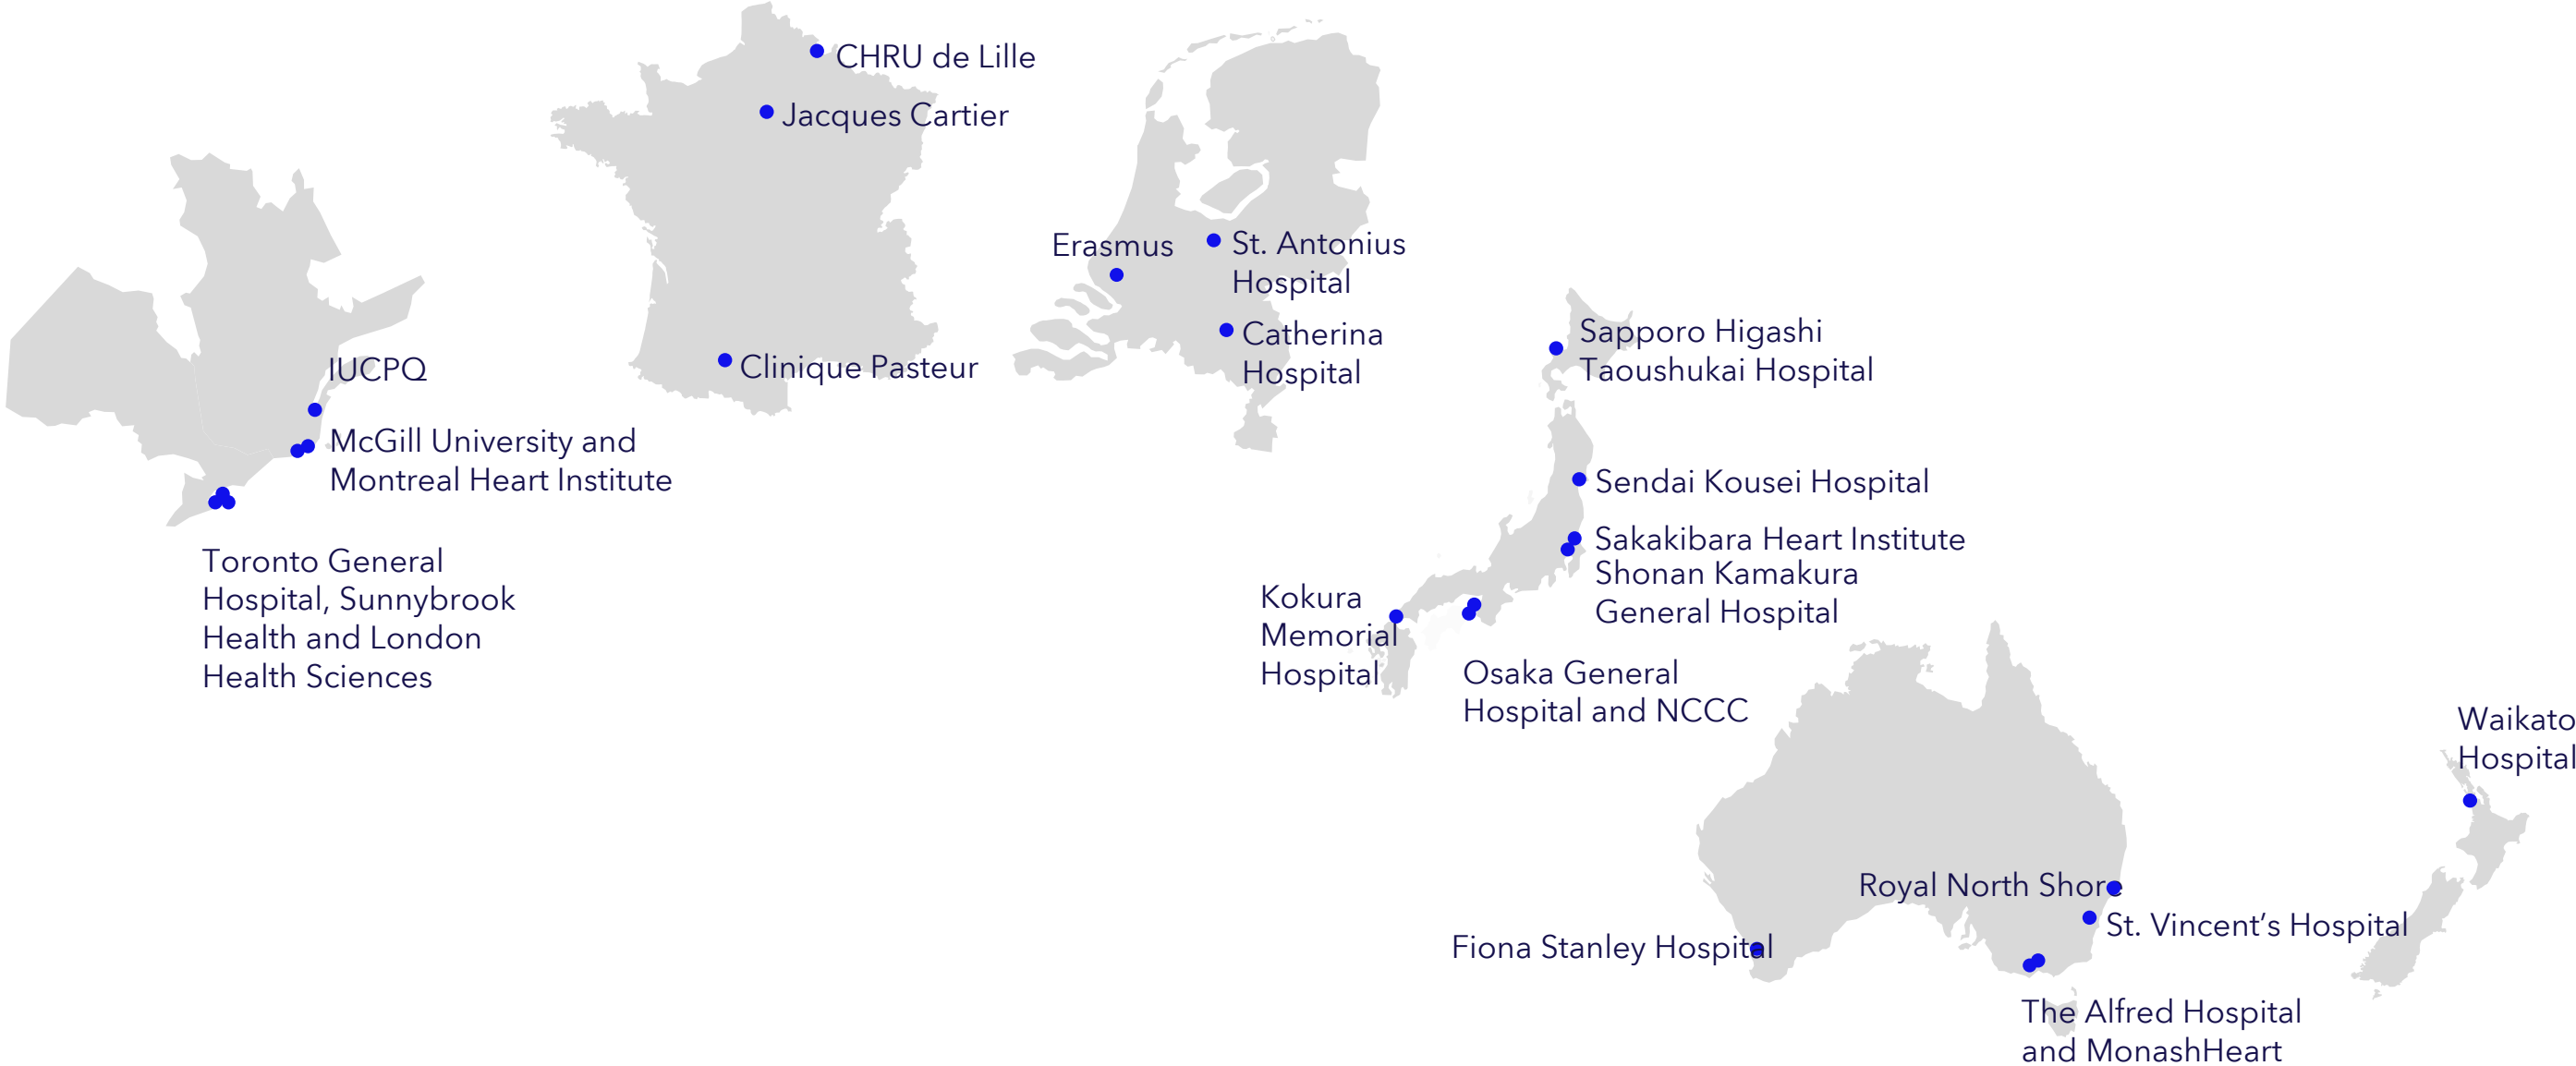 CHRU de Lille
Jacques Cartier
Clinique Pasteur
IUCPQ
McGill University and
Montreal Heart Institute
Toronto General
Hospital, Sunnybrook
Health and London
Health Sciences
Erasmus
St. Antonius
Hospital
Catherina
Hospital
Sapporo Higashi
Taoushukai Hospital
Sendai Kousei Hospital
Sakakibara Heart Institute
Shonan Kamakura
General Hospital
Kokura
Memorial
Hospital
Osaka General
Hospital and NCCC
Waikato
Hospital
Royal North Shore
St. Vincent’s Hospital
Fiona Stanley Hospital
The Alfred Hospital
and MonashHeart